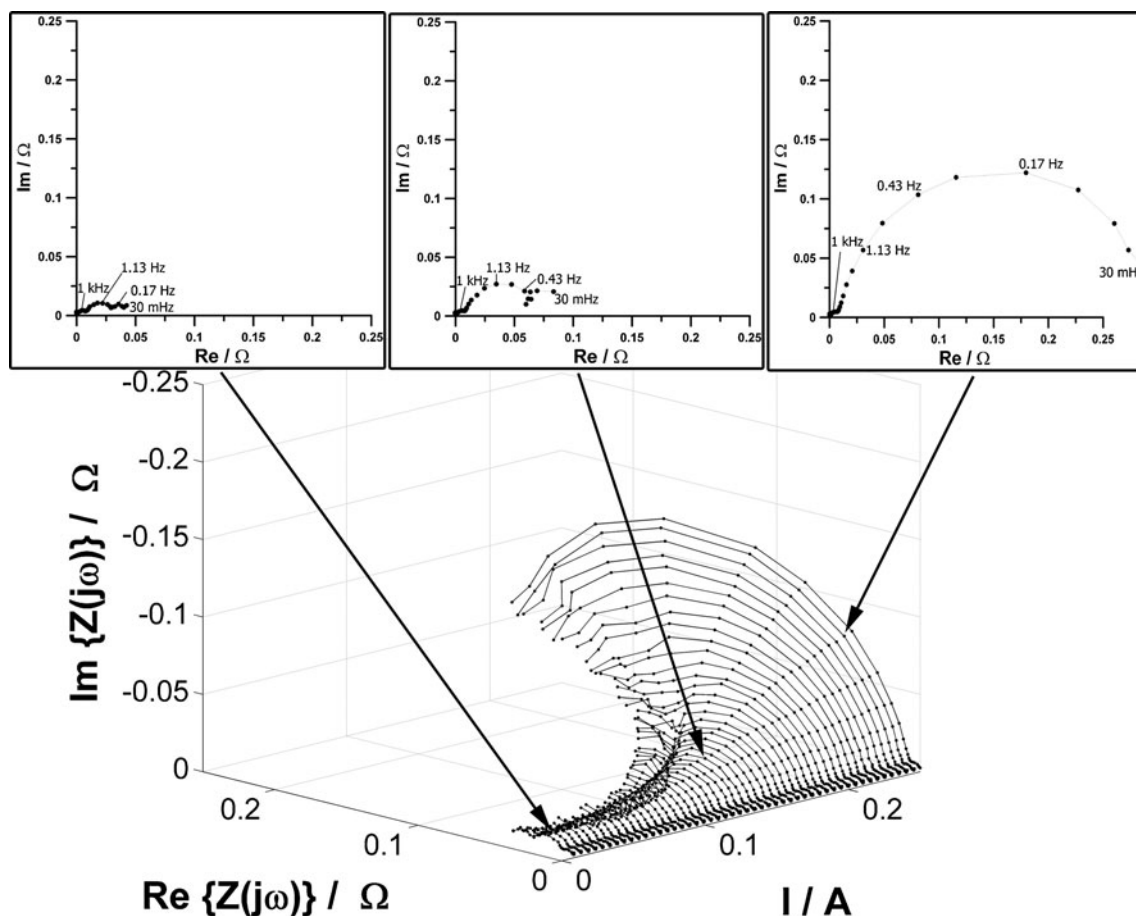 0.25
0.2
0.15
0.1
0.05
0
Im / Ω
1 kHz
1.13 Hz
0.17 Hz
30 mHz
0 0.05 0.1 0.15 0.2 0.25
Re / Ω
0.25
0.2
0.15
0.1
0.05
0
Im / Ω
1 kHz
1.13 Hz
0.43 Hz
30 mHz
0 0.05 0.1 0.15 0.2 0.25
Re / Ω
0.25
0.2
0.15
0.1
0.05
0
Im / Ω
0.17 Hz
0.43 Hz
1 kHz
1.13 Hz
30 mHz
0 0.05 0.1 0.15 0.2 0.25
Re / Ω
-0.25
-0.2
-0.15
-0.1
-0.05
0
Im {Z(jω)} / Ω
0.2
0.1
0
Re {Z(jω)} / Ω
0
0.1
0.2
I / A